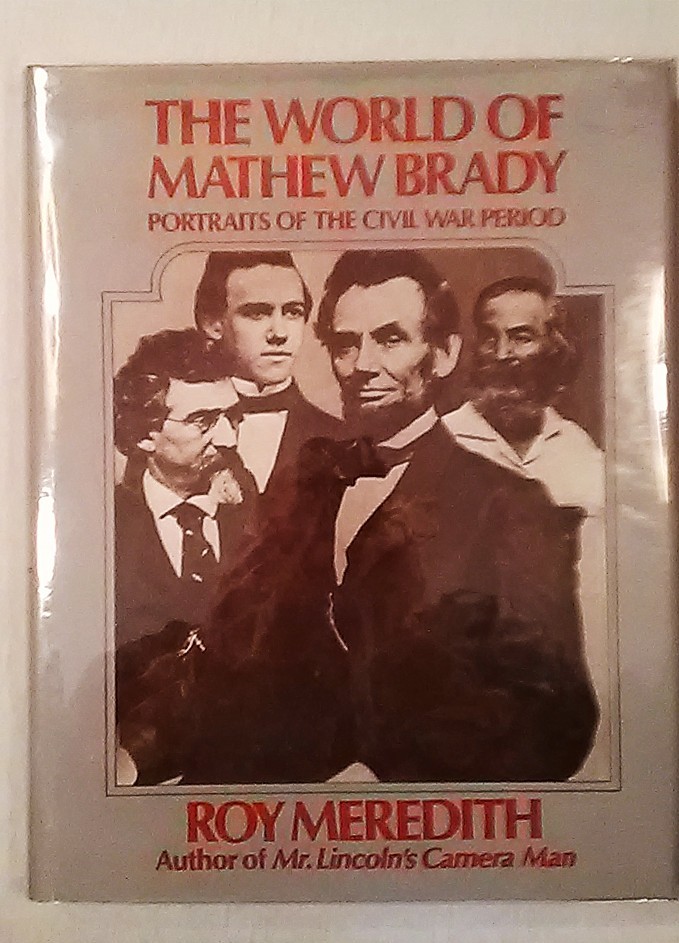 THE WORLD OF
MATHEW BRADY
PORTRAITS OF THE CIVIL WAR PERIOD
ROY MEREDITH
Author of Mr. Lincoln's Camera Man